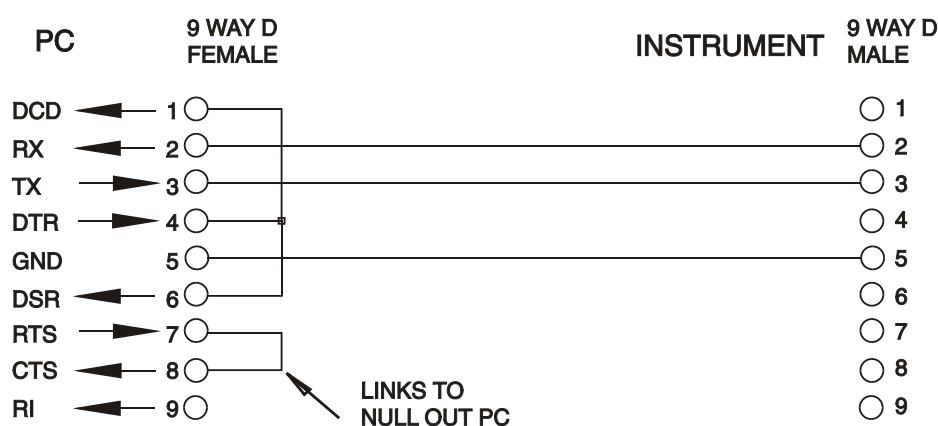 PC
9 WAY D
FEMALE
INSTRUMENT
9 WAY D
MALE
DCD 1 1
RX 2 2
TX 3 3
DTR 4 4
GND 5 5
DSR 6 6
RTS 7 7
CTS 8 8
RI 9 9
LINKS TO
NULL OUT PC